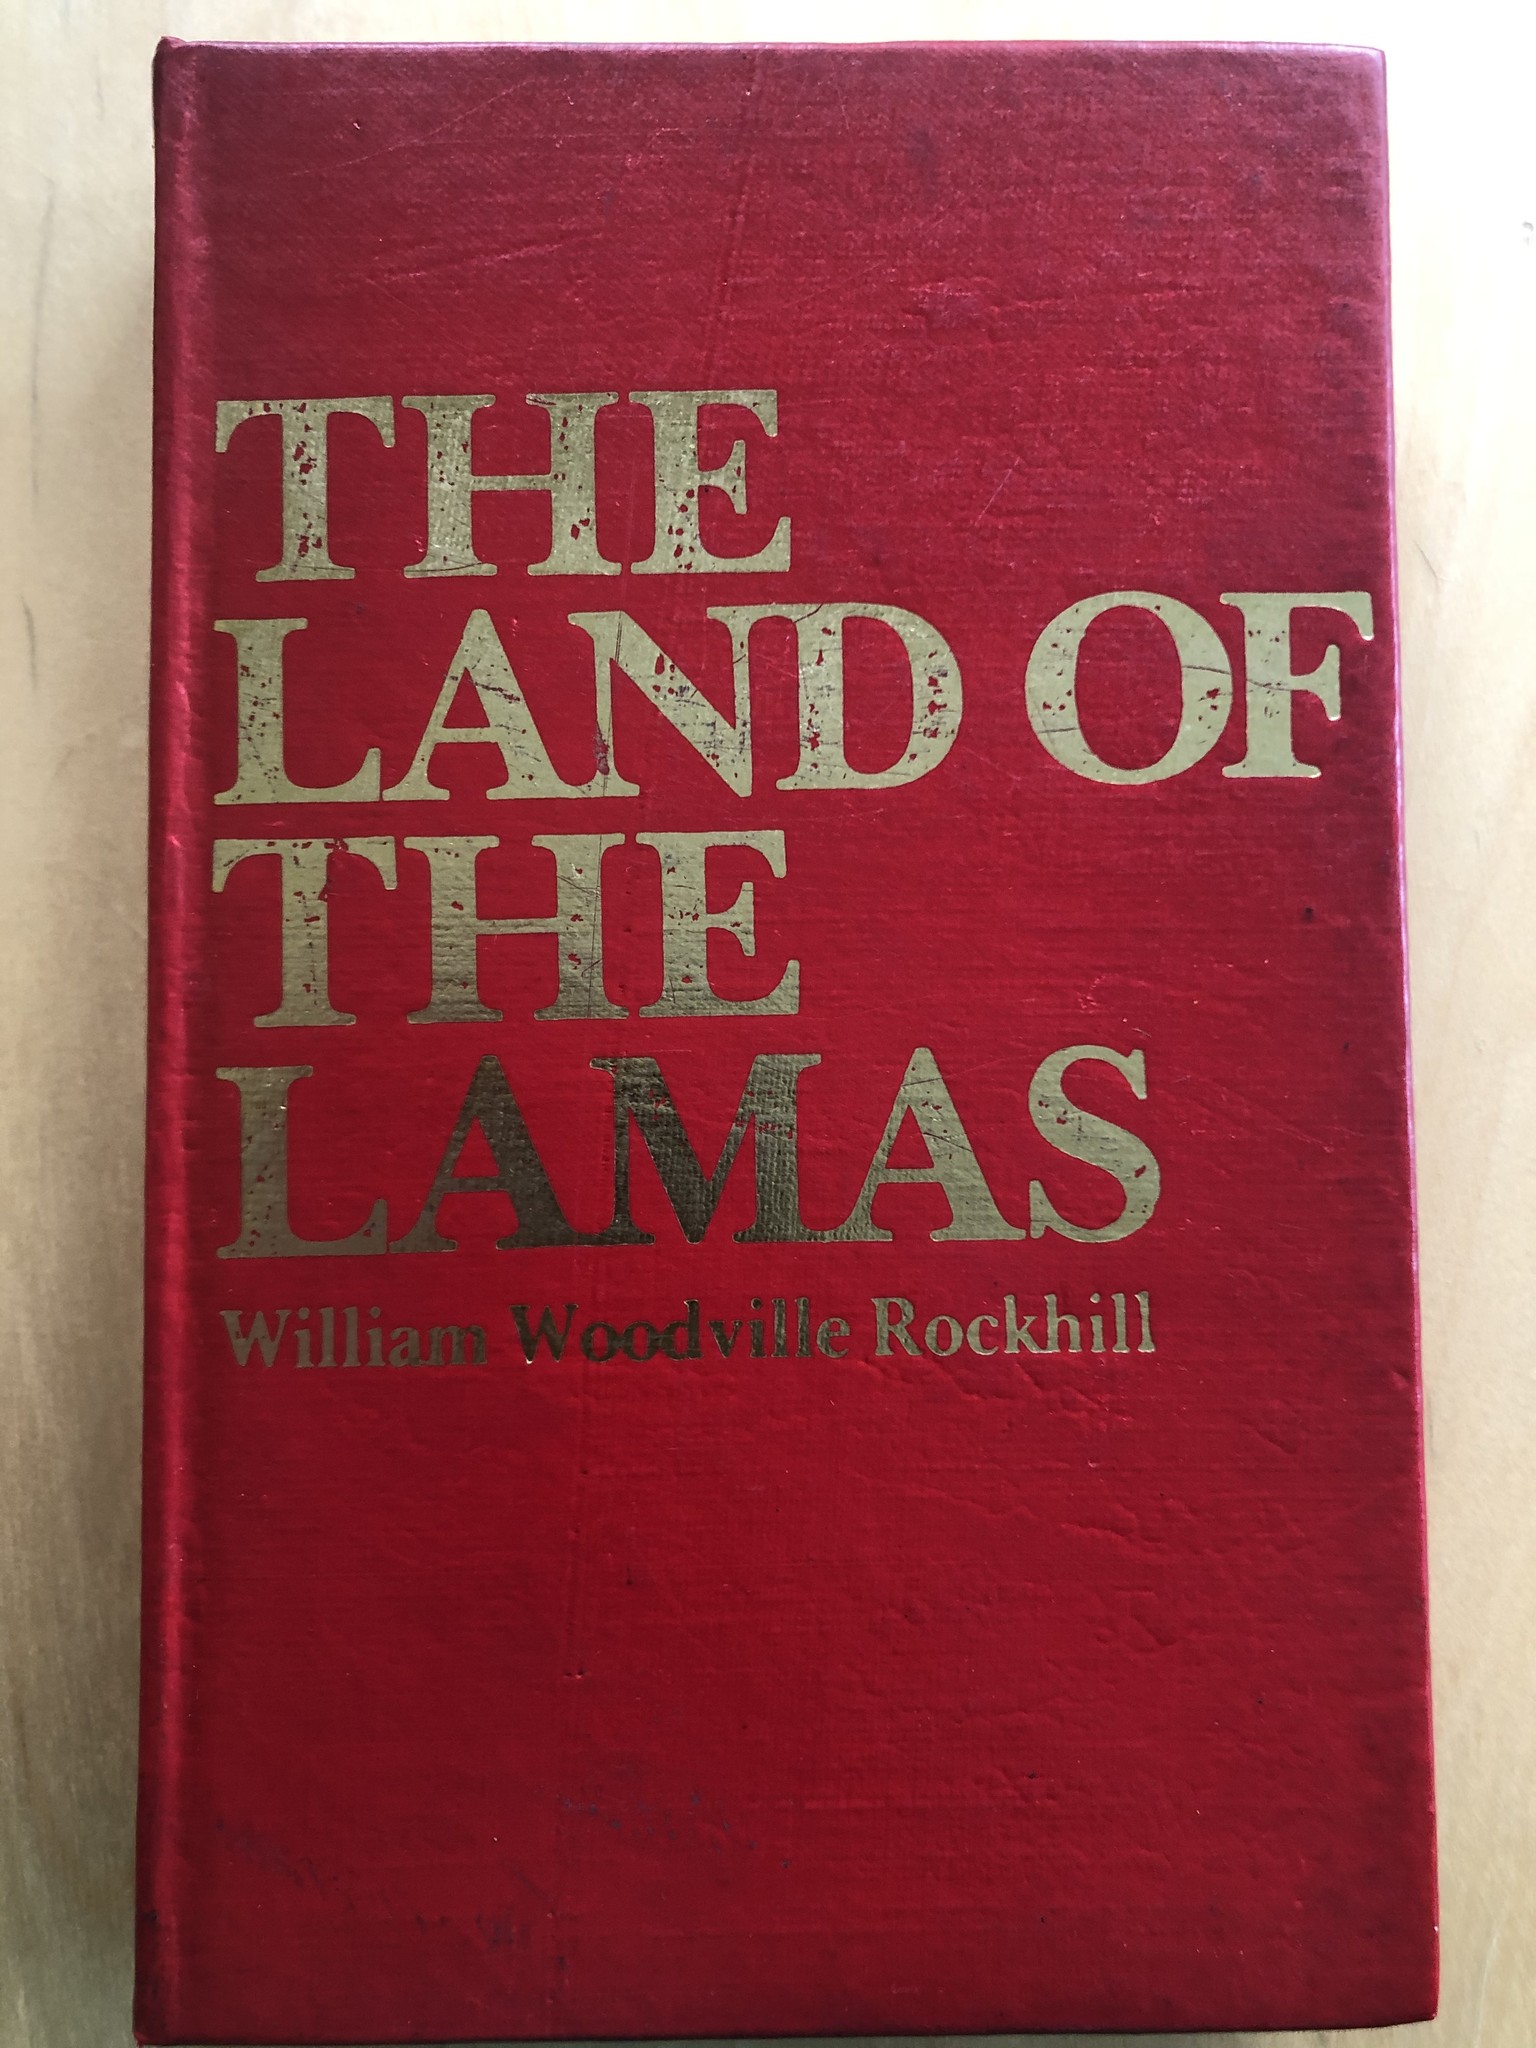 THE
LAND OF
THE
LAMAS
William Woodville Rockhill